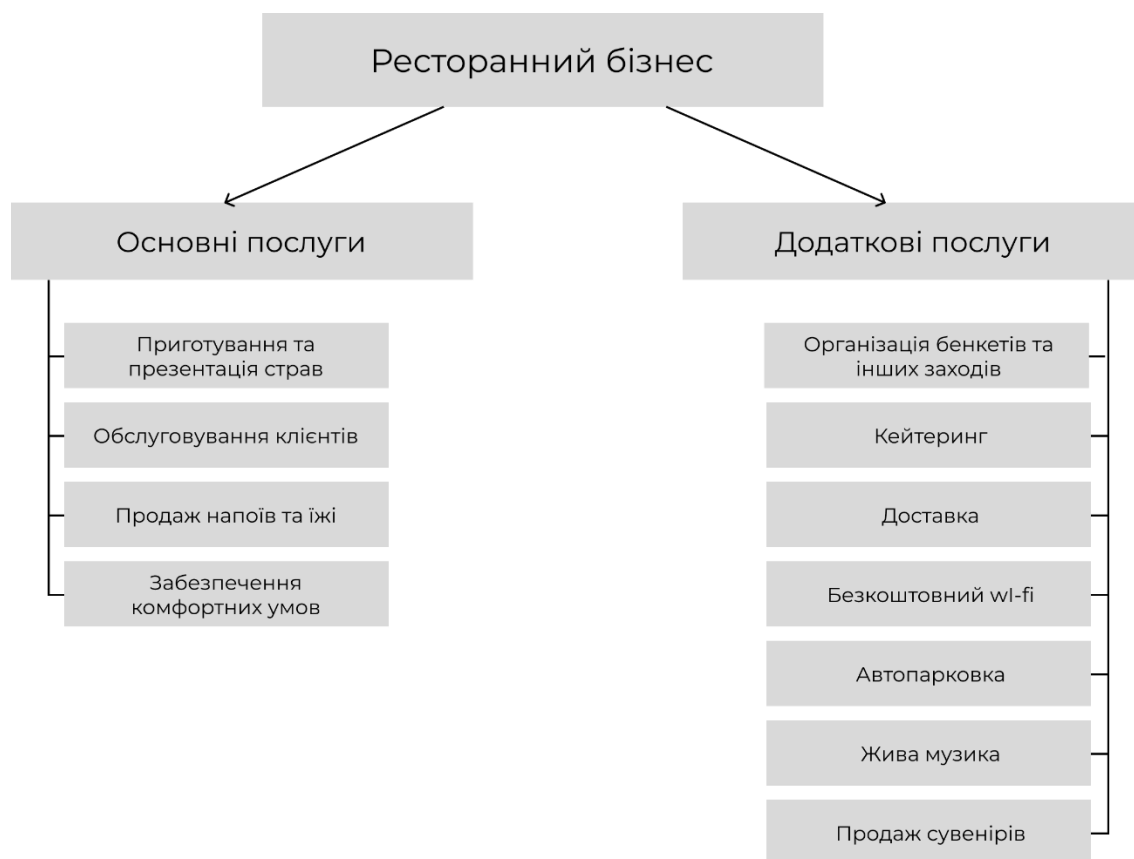 Ресторанний бізнес
Основні послуги
Приготування та
презентація страв
Обслуговування клієнтів
Продаж напоїв та їжі
Забезпечення
комфортних умов
Додаткові послуги
Організація бенкетів та
інших заходів
Кейтеринг
Доставка
Безкоштовний wl-fi
Автопарковка
Жива музика
Продаж сувенірів